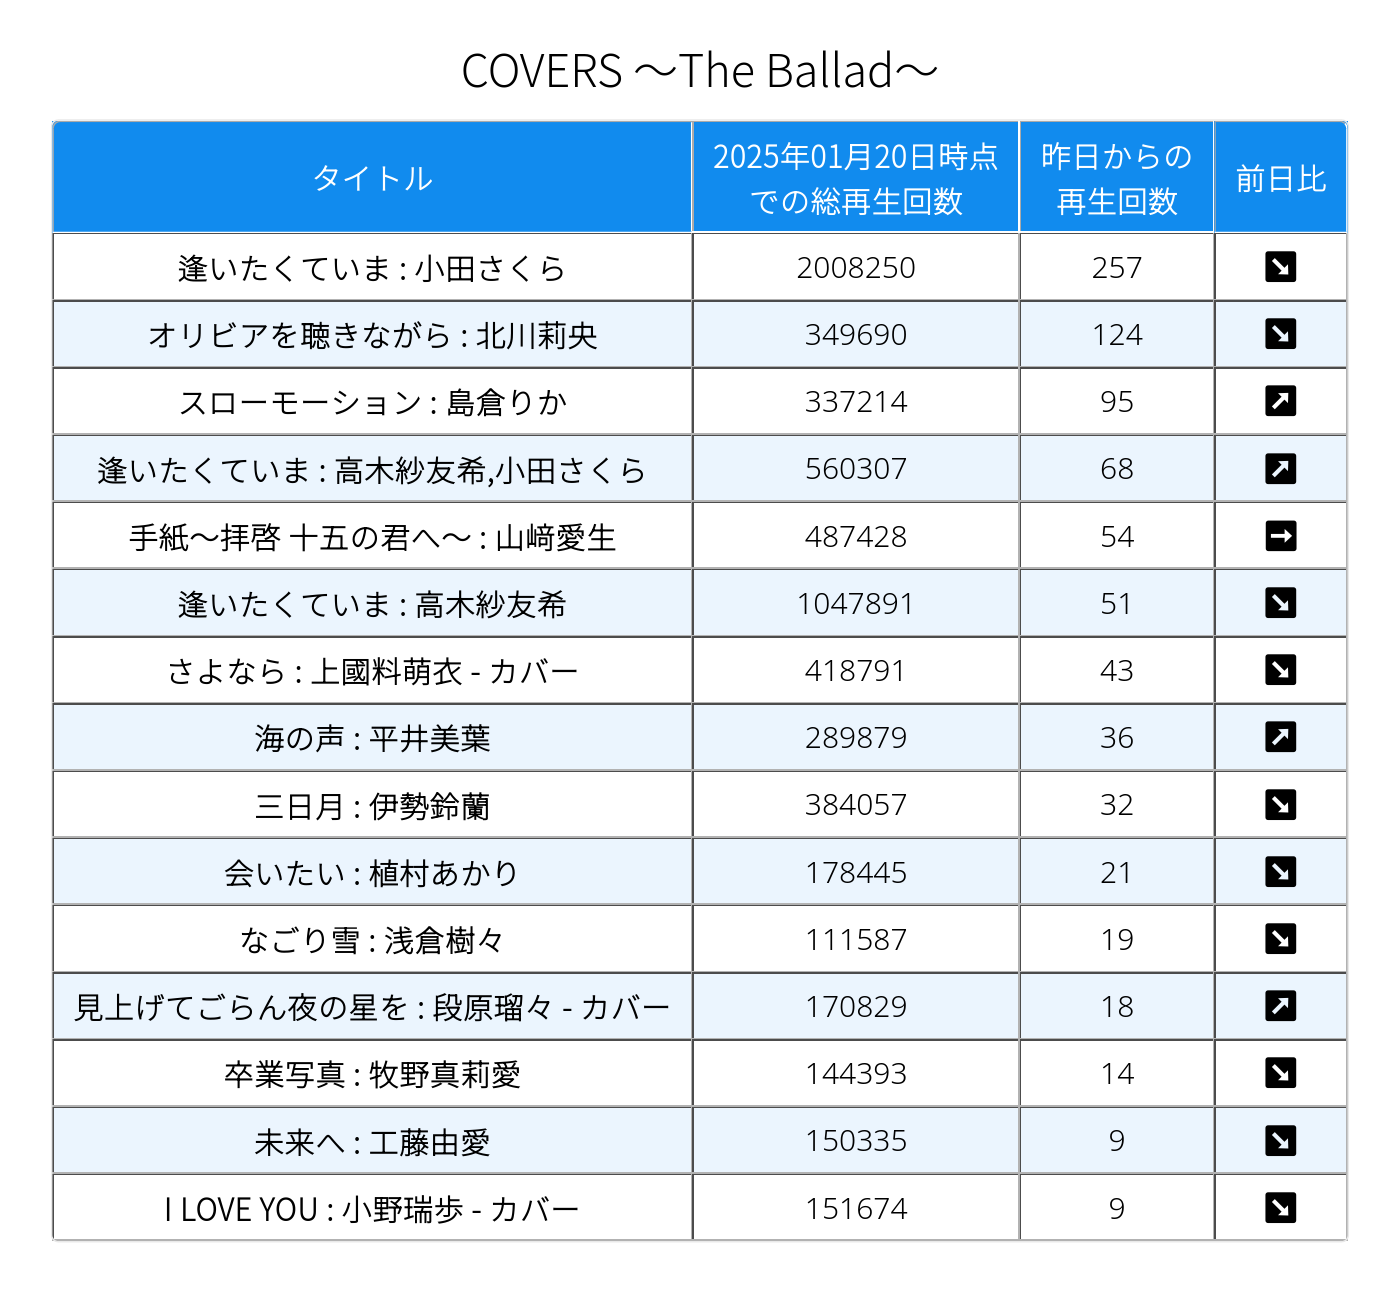 COVERS ～The Ballad～
タイトル
2025年01月20日時点
での総再生回数
昨日からの
再生回数
前日比
逢いたくていま : 小田さくら 2008250 257 ↘
オリビアを聴きながら : 北川莉央 349690 124 ↘
スローモーション : 島倉りか 337214 95 ↗
逢いたくていま : 高木紗友希,小田さくら 560307 68 ↗
手紙～拝啓 十五の君へ～ : 山﨑愛生 487428 54 →
逢いたくていま : 高木紗友希 1047891 51 ↘
さよなら : 上國料萌衣 - カバー 418791 43 ↘
海の声 : 平井美葉 289879 36 ↗
三日月 : 伊勢鈴蘭 384057 32 ↘
会いたい : 植村あかり 178445 21 ↘
なごり雪 : 浅倉樹々 111587 19 ↘
見上げてごらん夜の星を : 段原瑠々 - カバー 170829 18 ↗
卒業写真 : 牧野真莉愛 144393 14 ↘
未来へ : 工藤由愛 150335 9 ↘
I LOVE YOU : 小野瑞歩 - カバー 151674 9 ↘